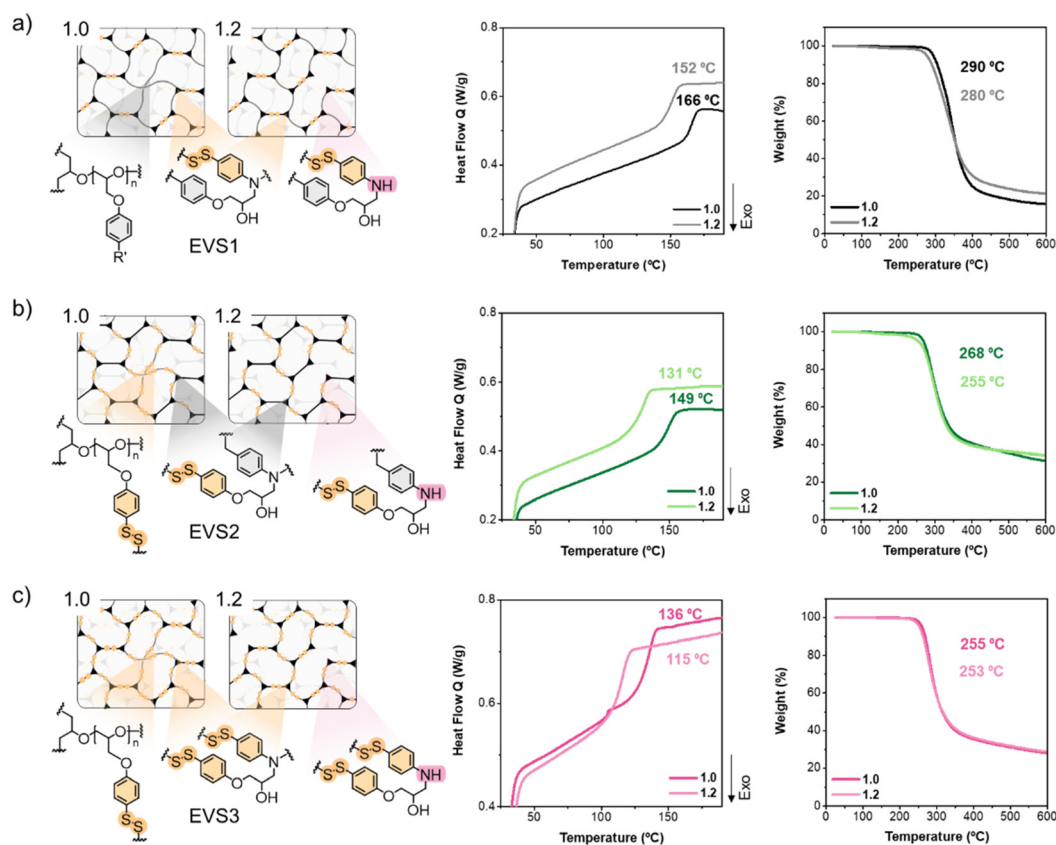 a)
1.0
1.2
S-S
N
S-S
NH
O
O
n
O
R'
O
OH
O
OH
EVS1
Heat Flow Q (W/g)
0.8
0.6
0.4
0.2
152 ºC
166 ºC
1.0
1.2
Exo
50
100
150
Temperature (ºC)
Weight (%)
100
80
60
40
20
0
290 ºC
280 ºC
1.0
1.2
0
100
200
300
400
500
600
Temperature (ºC)
b)
1.0
1.2
O
O
n
O
S
S
S-S
N
O
OH
S-S
NH
O
OH
EVS2
Heat Flow Q (W/g)
0.8
0.6
0.4
0.2
131 ºC
149 ºC
1.0
1.2
Exo
50
100
150
Temperature (ºC)
Weight (%)
100
80
60
40
20
0
268 ºC
255 ºC
1.0
1.2
0
100
200
300
400
500
600
Temperature (ºC)
c)
1.0
1.2
O
O
n
O
S
S
S-S
S-S
N
O
OH
S-S
S-S
NH
O
OH
EVS3
Heat Flow Q (W/g)
0.8
0.6
0.4
136 ºC
115 ºC
1.0
1.2
Exo
50
100
150
Temperature (ºC)
Weight (%)
100
80
60
40
20
0
255 ºC
253 ºC
1.0
1.2
0
100
200
300
400
500
600
Temperature (ºC)